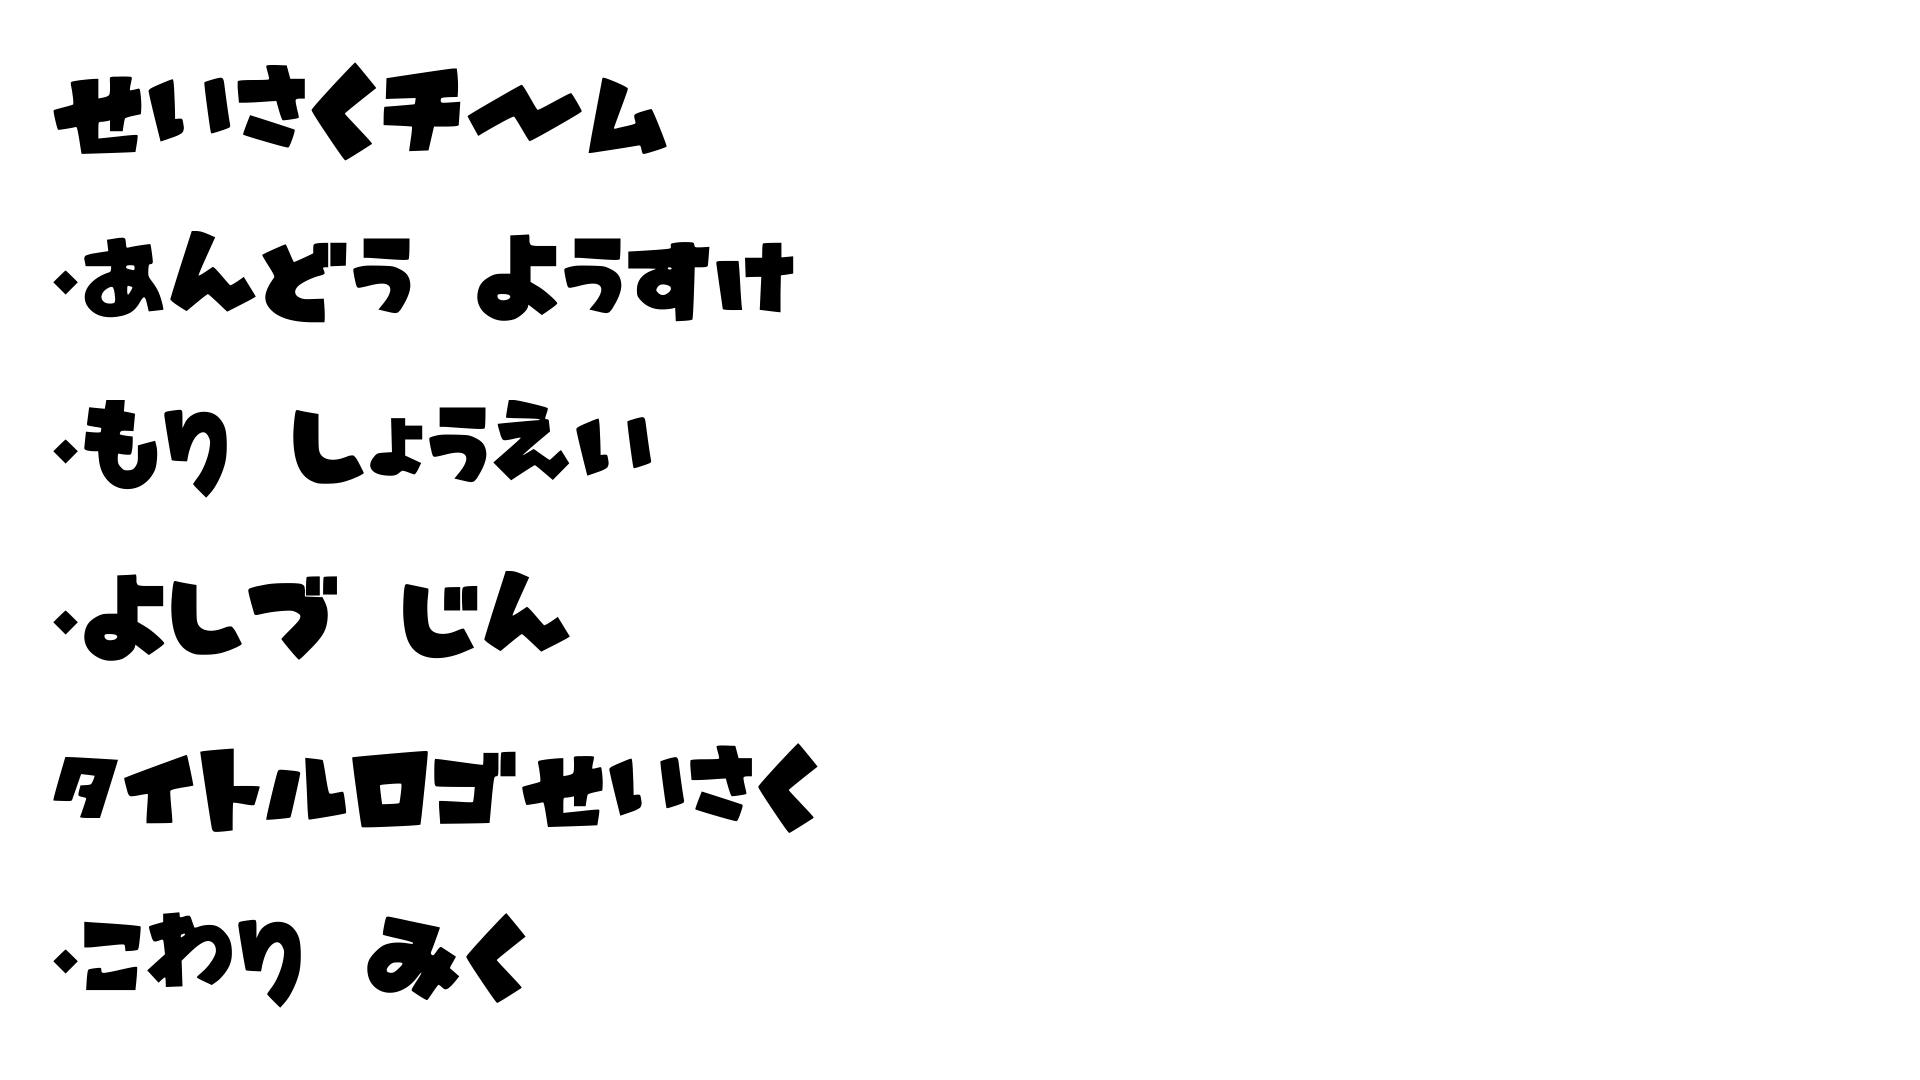 せいさくチ～ム
・あんどう ようすけ
・もり しょうえい
・よしづ じん
タイトルロゴせいさく
・こわり みく